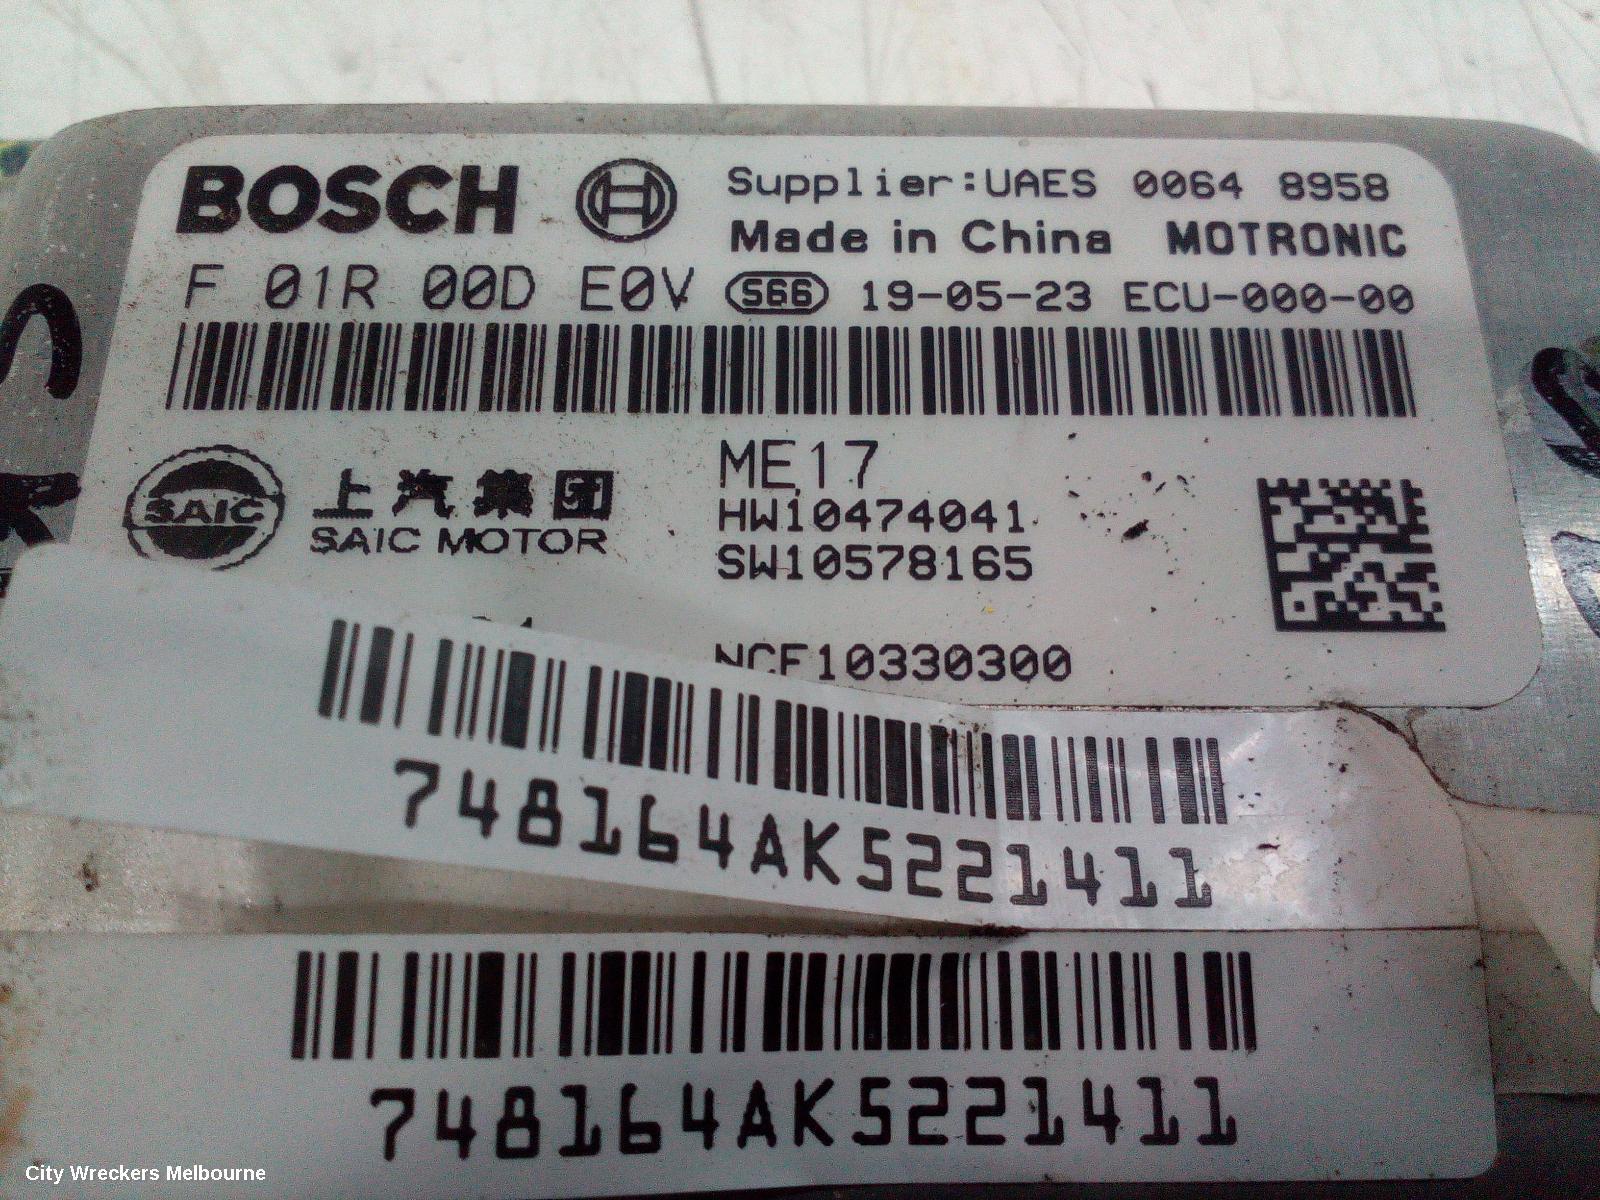 BOSCH
Supplier:UAES 0064 8958
Made in China MOTRONIC
F 01R 00D E0V
S66 19-05-23 ECU-000-00
ME17
HW10474041
SW10578165
SAIC
上汽集团
SAIC MOTOR
NCF10330300
748164AK5221411
748164AK5221411
City Wreckers Melbourne